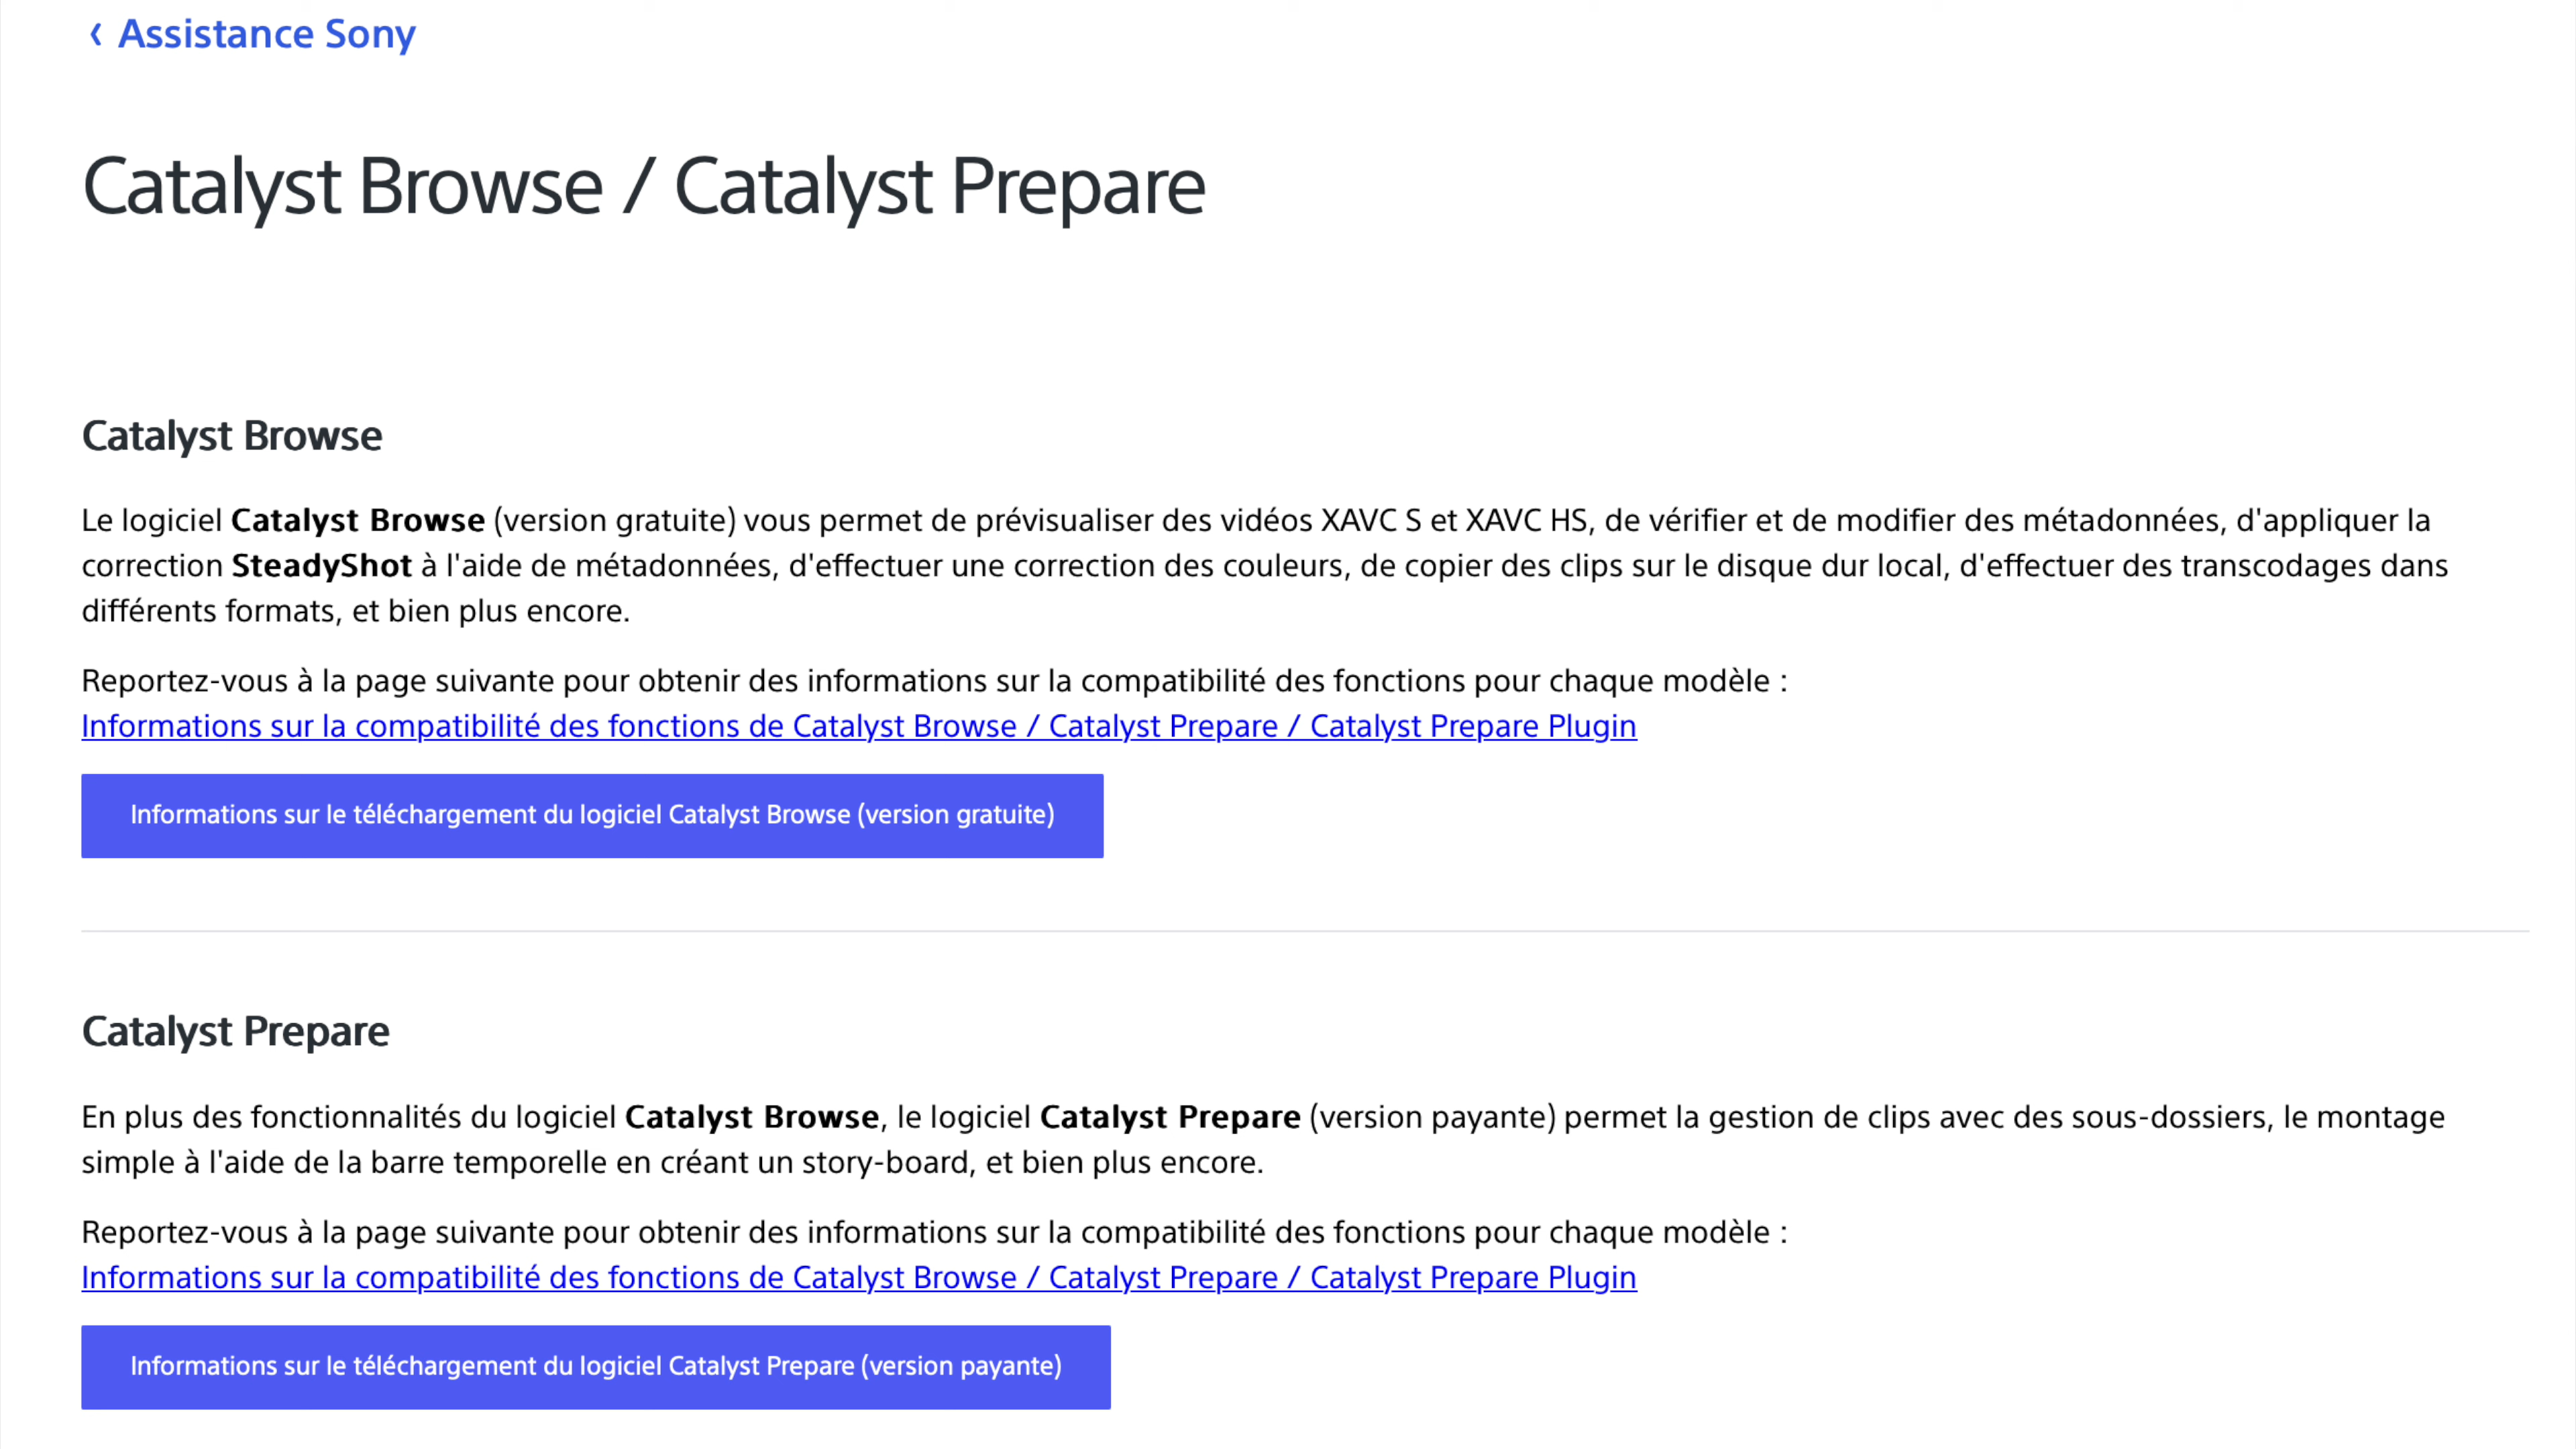 ‹ Assistance Sony
Catalyst Browse / Catalyst Prepare
Catalyst Browse
Le logiciel Catalyst Browse (version gratuite) vous permet de prévisualiser des vidéos XAVC S et XAVC HS, de vérifier et de modifier des métadonnées, d'appliquer la
correction SteadyShot à l'aide de métadonnées, d'effectuer une correction des couleurs, de copier des clips sur le disque dur local, d'effectuer des transcodages dans
différents formats, et bien plus encore.
Reportez-vous à la page suivante pour obtenir des informations sur la compatibilité des fonctions pour chaque modèle :
Informations sur la compatibilité des fonctions de Catalyst Browse / Catalyst Prepare / Catalyst Prepare Plugin
Informations sur le téléchargement du logiciel Catalyst Browse (version gratuite)
Catalyst Prepare
En plus des fonctionnalités du logiciel Catalyst Browse, le logiciel Catalyst Prepare (version payante) permet la gestion de clips avec des sous-dossiers, le montage
simple à l'aide de la barre temporelle en créant un story-board, et bien plus encore.
Reportez-vous à la page suivante pour obtenir des informations sur la compatibilité des fonctions pour chaque modèle :
Informations sur la compatibilité des fonctions de Catalyst Browse / Catalyst Prepare / Catalyst Prepare Plugin
Informations sur le téléchargement du logiciel Catalyst Prepare (version payante)